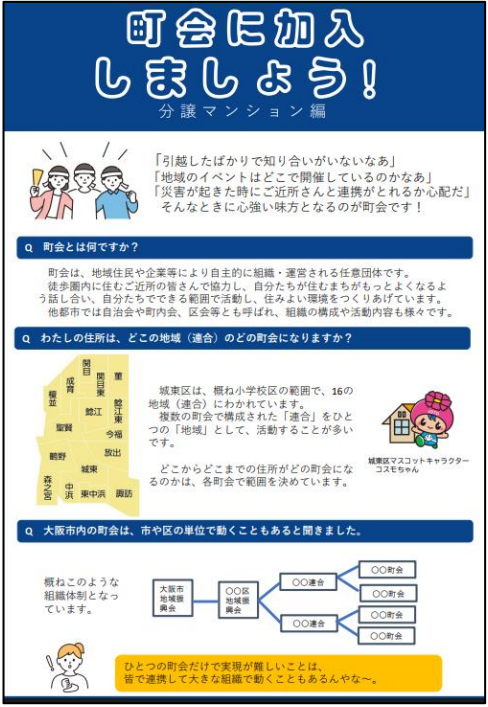 町会に加入
しましょう！
分譲マンション編
「引越したばかりで知り合いがいないなあ」
「地域のイベントはどこで開催しているのかなあ」
「災害が起きた時にご近所さんと連携がとれるか心配だ」
そんなときに心強い味方となるのが町会です！
Q 町会とは何ですか？
町会は、地域住民や企業等により自主的に組織・運営される任意団体です。
徒歩圏内に住むご近所の皆さんで協力し、自分たちが住むまちがもっとよくなるよ
う話し合い、自分たちでできる範囲で活動し、住みよい環境をつくりあげています。
他都市では自治会や町内会、区会等とも呼ばれ、組織の構成や活動内容も様々です。
Q わたしの住所は、どこの地域（連合）のどの町会になりますか？
関目
成育
関目東
菫
榎並
鯰江
鯰江東
聖賢
今福
鴫野
放出
城東
森之宮
中浜
東中浜
諏訪
城東区は、概ね小学校区の範囲で、16の
地域（連合）にわかれています。
複数の町会で構成された「連合」をひと
つの「地域」として、活動することが多い
です。
どこからどこまでの住所がどの町会にな
るのかは、各町会で範囲を決めています。
城東区マスコットキャラクター
コスモちゃん
Q 大阪市内の町会は、市や区の単位で動くこともあると聞きました。
概ねこのような
組織体制となっ
ています。
大阪市
地域振
興会
〇〇区
地域振
興会
〇〇連合
〇〇連合
〇〇町会
〇〇町会
〇〇町会
〇〇町会
ひとつの町会だけで実現が難しいことは、
皆で連携して大きな組織で動くこともあるんやな～。